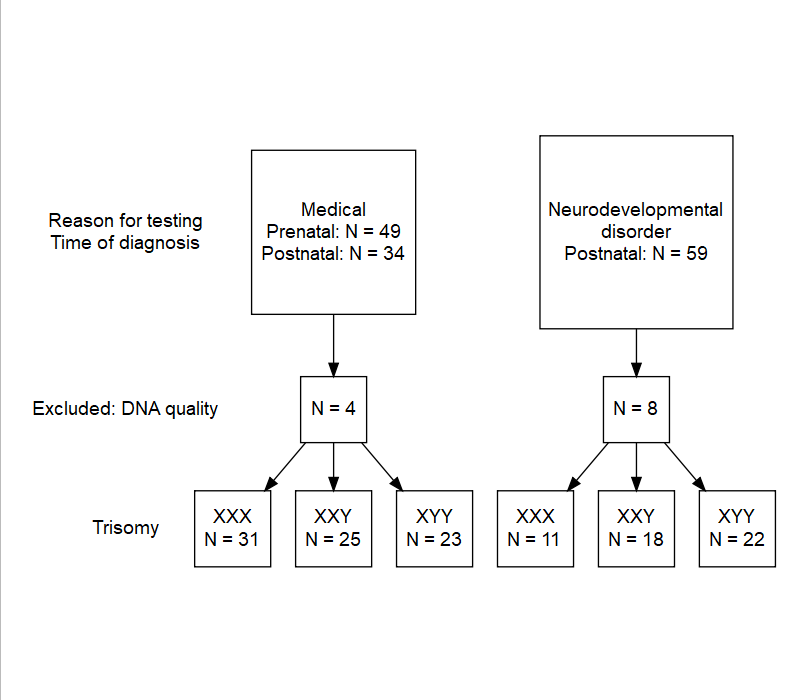 Reason for testing
Time of diagnosis
Medical
Prenatal: N = 49
Postnatal: N = 34
Neurodevelopmental
disorder
Postnatal: N = 59
Excluded: DNA quality
N = 4
N = 8
Trisomy
XXX
N = 31
XXY
N = 25
XYY
N = 23
XXX
N = 11
XXY
N = 18
XYY
N = 22